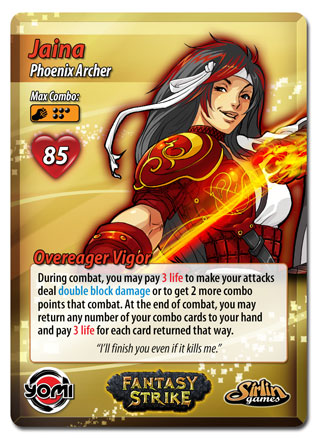 Jaina
Phoenix Archer
Max Combo:
85
Overeager Vigor
During combat, you may pay 3 life to make your attacks
deal double block damage or to get 2 more combo
points that combat. At the end of combat, you may
return any number of your combo cards to your hand
and pay 3 life for each card returned that way.
"I'll finish you even if it kills me."
YOMI
FANTASY
STRIKE
Sirlin
games